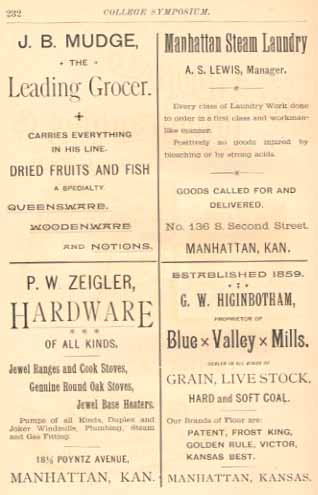 232
COLLEGE SYMPOSIUM.
J. B. MUDGE,
• THE •
Leading Grocer.
CARRIES EVERYTHING
IN HIS LINE.
DRIED FRUITS AND FISH
A SPECIALTY.
QUEENSWARE.
WOODENWARE
AND NOTIONS.
Manhattan Steam Laundry
A. S. LEWIS, Manager.
Every class of Laundry Work done
to order in a first class and workman-
like manner.
Positively no goods injured by
bleaching or by strong acids.
GOODS CALLED FOR AND
DELIVERED.
No. 136 S. Second Street.
MANHATTAN, KAN.
P. W. ZEIGLER,
HARDWARE
OF ALL KINDS.
Jewel Ranges and Cook Stoves,
Genuine Round Oak Stoves,
Jewel Base Heaters.
Pumps of all Kinds, Duplex and
Joker Windmills, Plumbing, Steam
and Gas Fitting.
18½ POYNTZ AVENUE,
MANHATTAN, KAN.
ESTABLISHED 1859.
G. W. HIGINBOTHAM,
PROPRIETOR OF
Blue × Valley × Mills.
DEALER IN ALL KINDS OF
GRAIN, LIVE STOCK,
HARD and SOFT COAL.
Our Brands of Flour are:
PATENT, FROST KING,
GOLDEN RULE, VICTOR,
KANSAS BEST.
MANHATTAN, KANSAS.